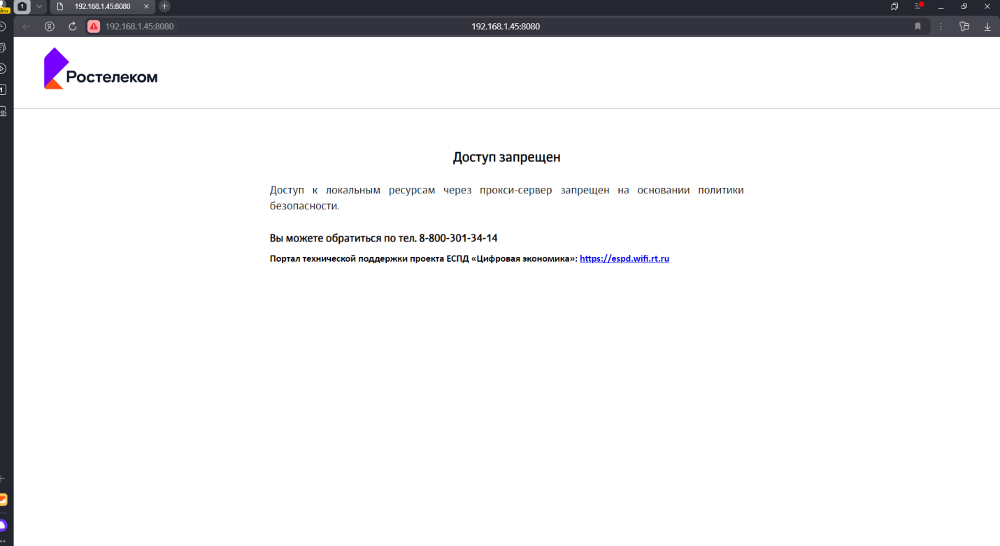 йти
1
192.168.1.45:8080
192.168.1.45:8080
192.168.1.45:8080
Ростелеком
Доступ запрещен
Доступ к локальным ресурсам через прокси-сервер запрещен на основании политики
безопасности.
Вы можете обратиться по тел. 8-800-301-34-14
Портал технической поддержки проекта ЕСПД «Цифровая экономика»: https://espd.wifi.rt.ru